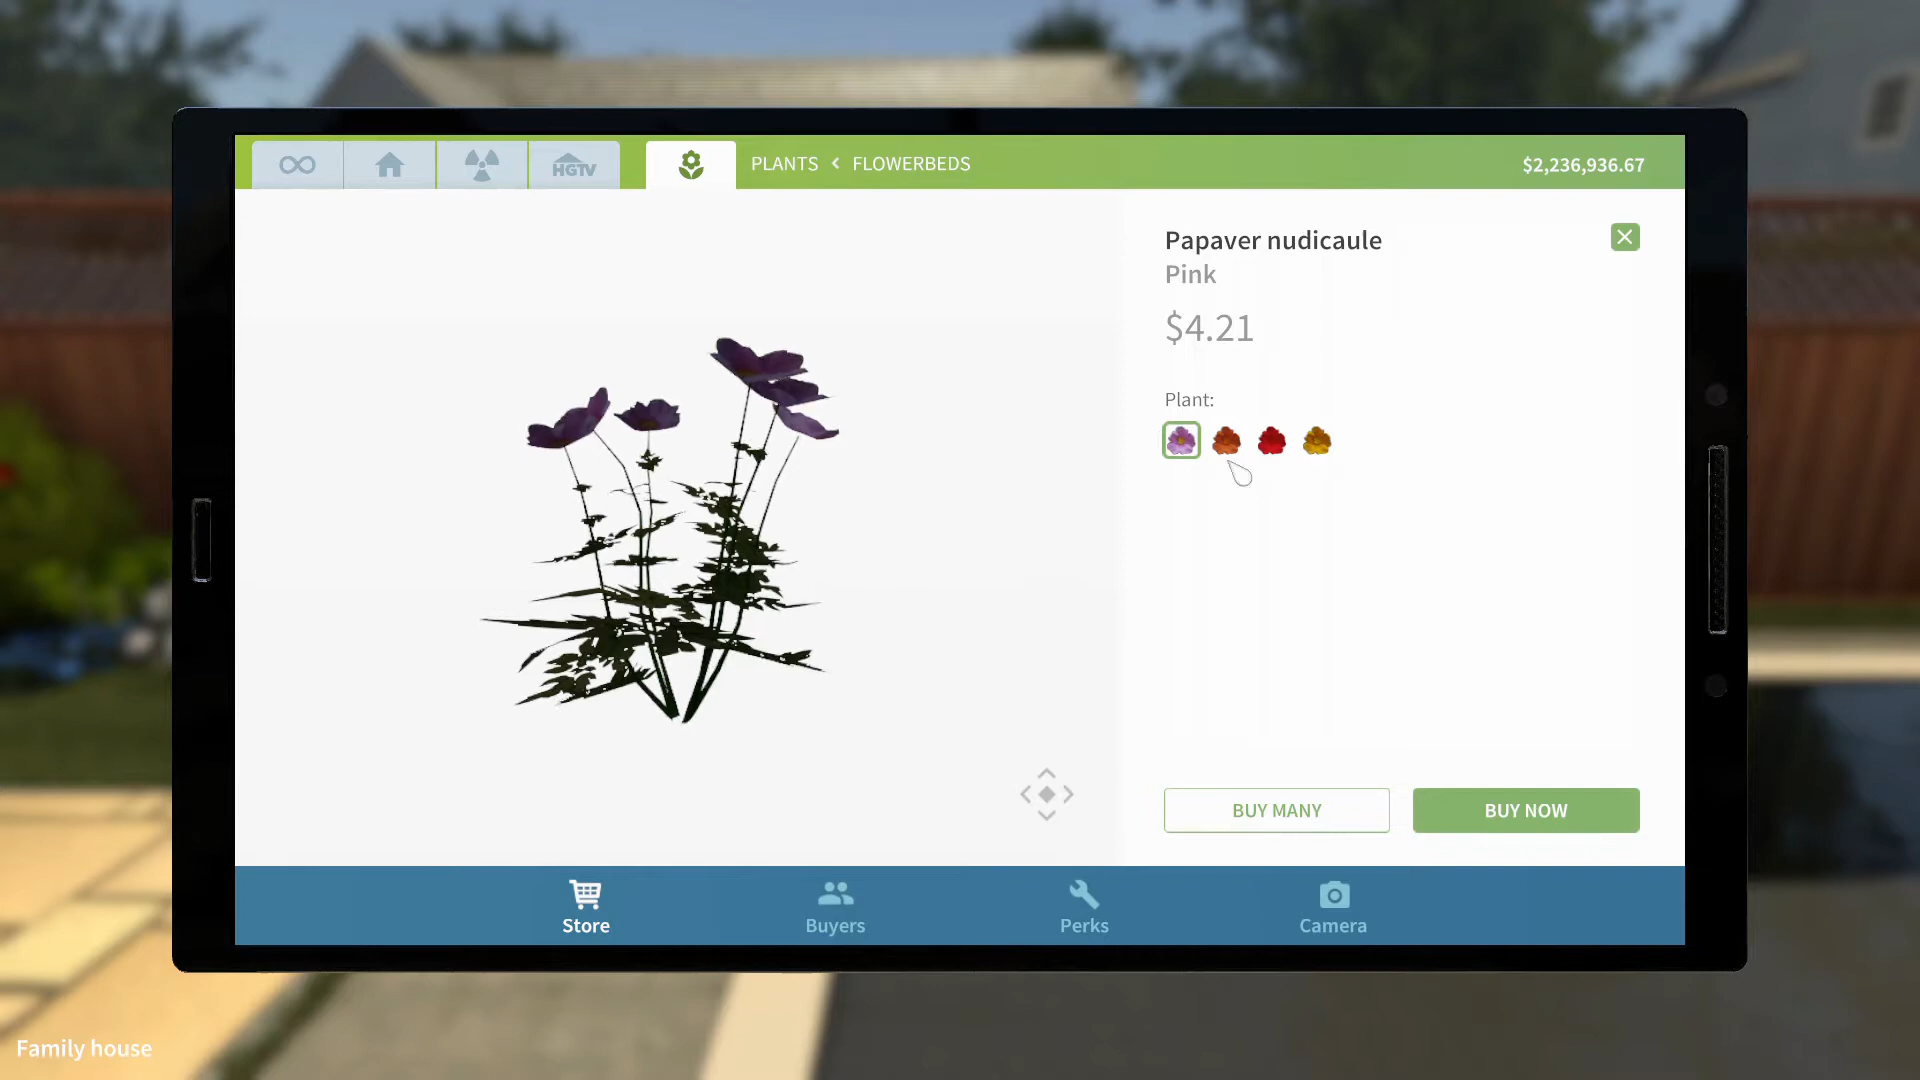 HGTV
PLANTS < FLOWERBEDS
$2,236,936.67
Papaver nudicaule
Pink
$4.21
Plant:
BUY MANY
BUY NOW
Store
Buyers
Perks
Camera
Family house